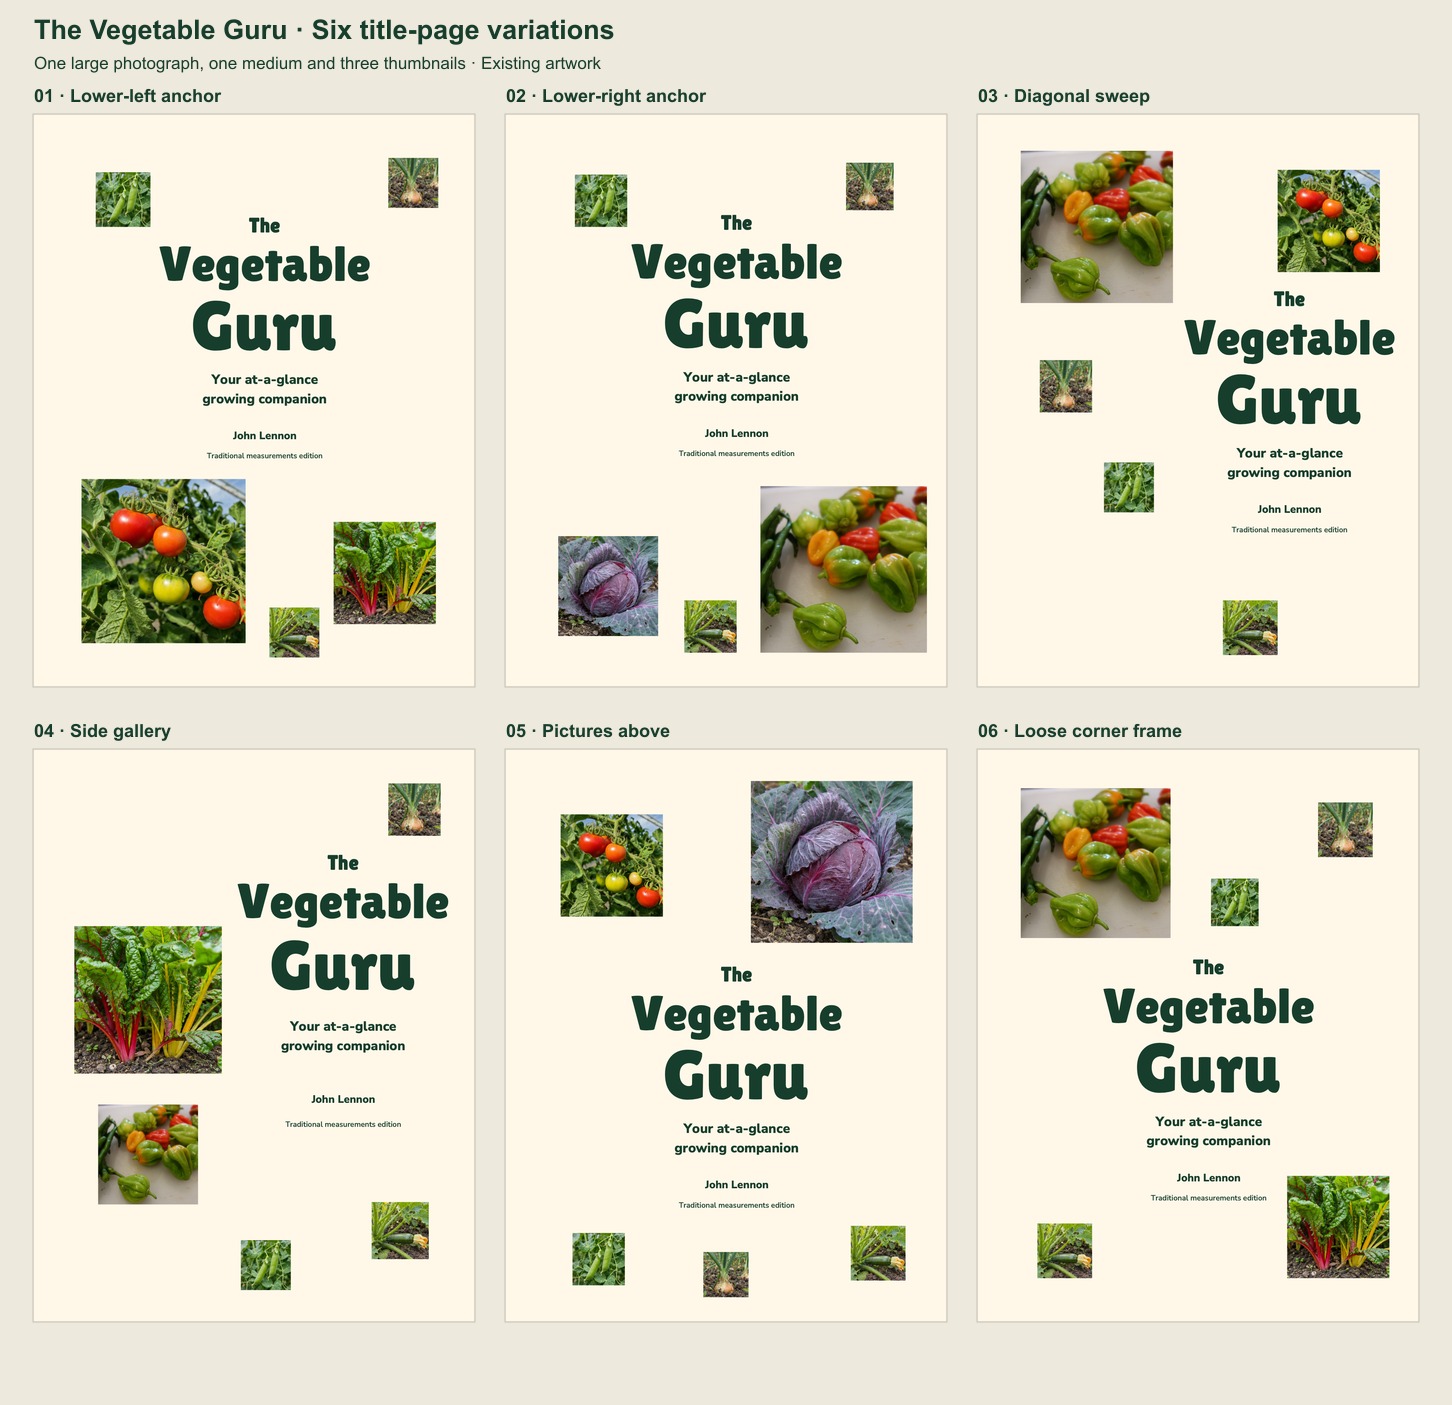 The Vegetable Guru · Six title-page variations
One large photograph, one medium and three thumbnails · Existing artwork
01 · Lower-left anchor
The
Vegetable
Guru
Your at-a-glance
growing companion
John Lennon
Traditional measurements edition
02 · Lower-right anchor
The
Vegetable
Guru
Your at-a-glance
growing companion
John Lennon
Traditional measurements edition
03 · Diagonal sweep
The
Vegetable
Guru
Your at-a-glance
growing companion
John Lennon
Traditional measurements edition
04 · Side gallery
The
Vegetable
Guru
Your at-a-glance
growing companion
John Lennon
Traditional measurements edition
05 · Pictures above
The
Vegetable
Guru
Your at-a-glance
growing companion
John Lennon
Traditional measurements edition
06 · Loose corner frame
The
Vegetable
Guru
Your at-a-glance
growing companion
John Lennon
Traditional measurements edition